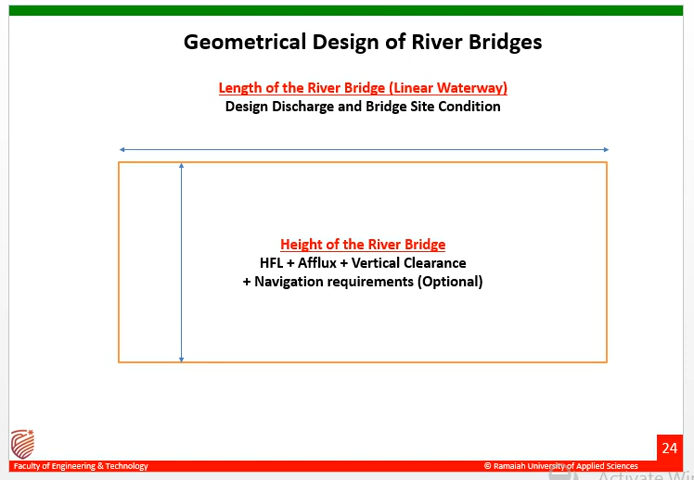 Geometrical Design of River Bridges
Length of the River Bridge (Linear Waterway)
Design Discharge and Bridge Site Condition
Height of the River Bridge
HFL + Afflux + Vertical Clearance
+ Navigation requirements (Optional)
24
Faculty of Engineering & Technology
© Ramaiah University of Applied Sciences
Activate Win